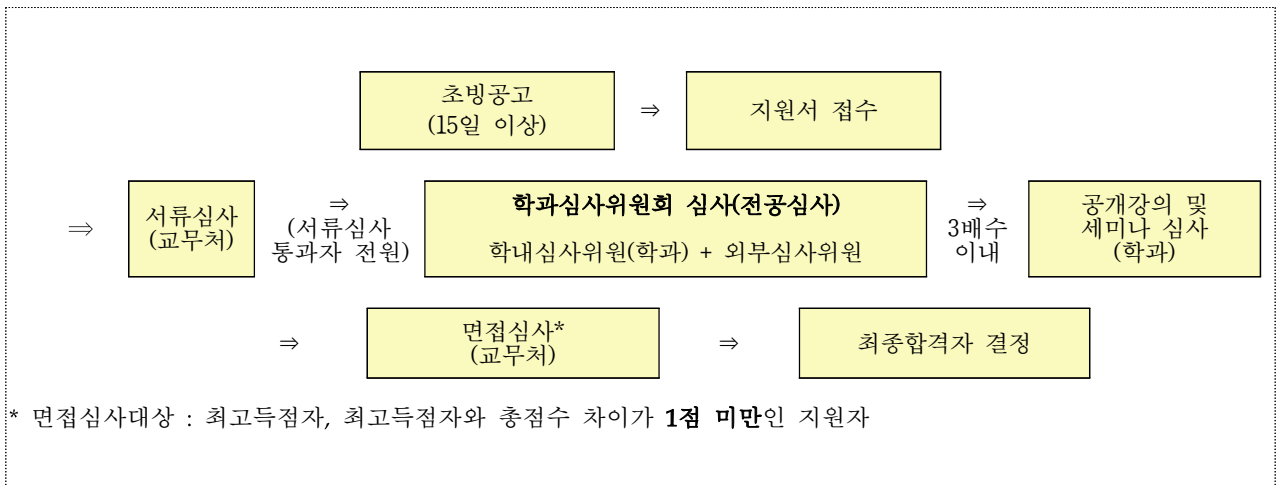 초빙공고
(15일 이상)
⇒
지원서 접수
⇒
서류심사
(교무처)
⇒
(서류심사
통과자 전원)
학과심사위원회 심사(전공심사)
학내심사위원(학과) + 외부심사위원
⇒
3배수
이내
공개강의 및
세미나 심사
(학과)
⇒
면접심사*
(교무처)
⇒
최종합격자 결정
* 면접심사대상 : 최고득점자, 최고득점자와 총점수 차이가 1점 미만인 지원자